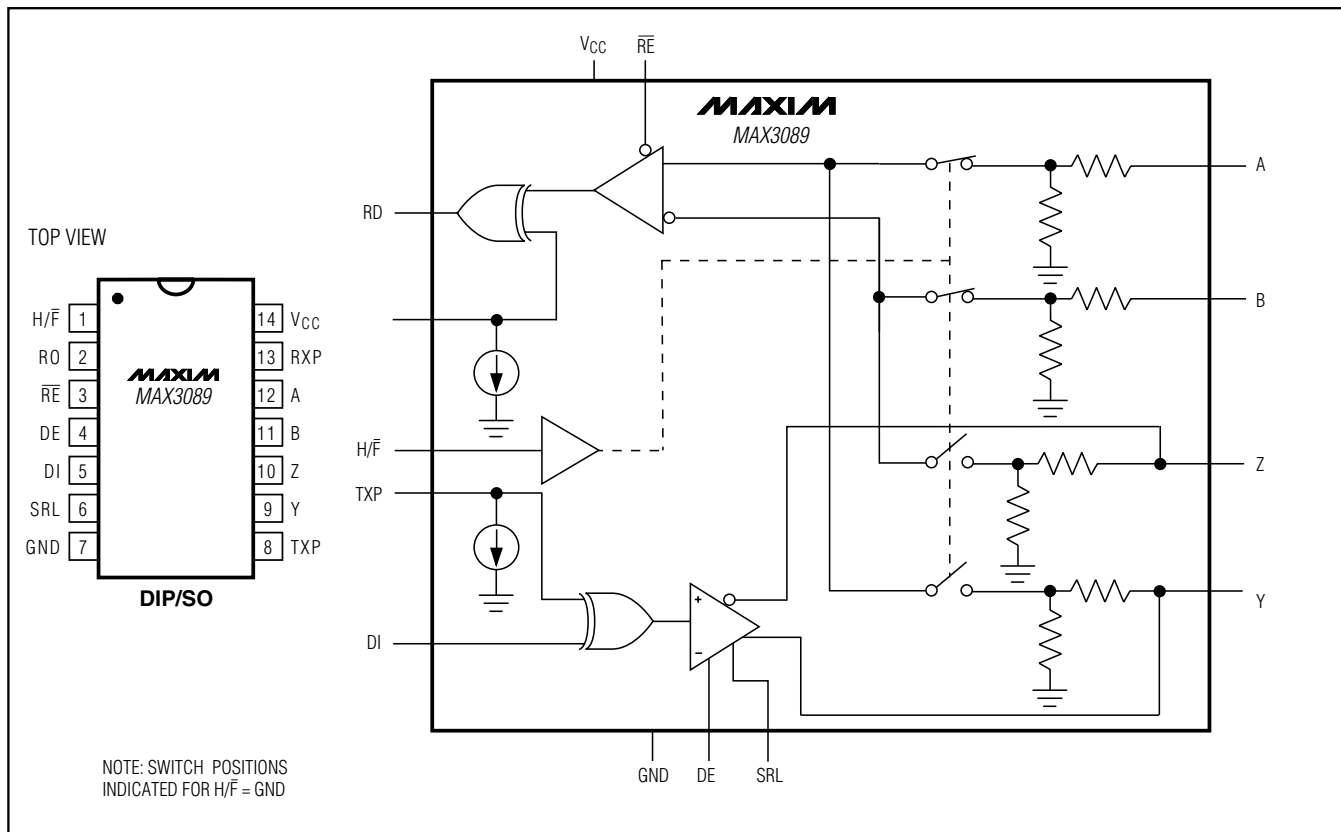 TOP VIEW
H/F̅ 1
RO 2
R̅E̅ 3
DE 4
DI 5
SRL 6
GND 7
14 VCC
13 RXP
12 A
11 B
10 Z
9 Y
8 TXP
MAXIM
MAX3089
DIP/SO
NOTE: SWITCH POSITIONS
INDICATED FOR H/F̅ = GND
VCC
R̅E̅
MAXIM
MAX3089
RD
H/F̅
TXP
DI
+
−
A
B
Z
Y
GND
DE
SRL